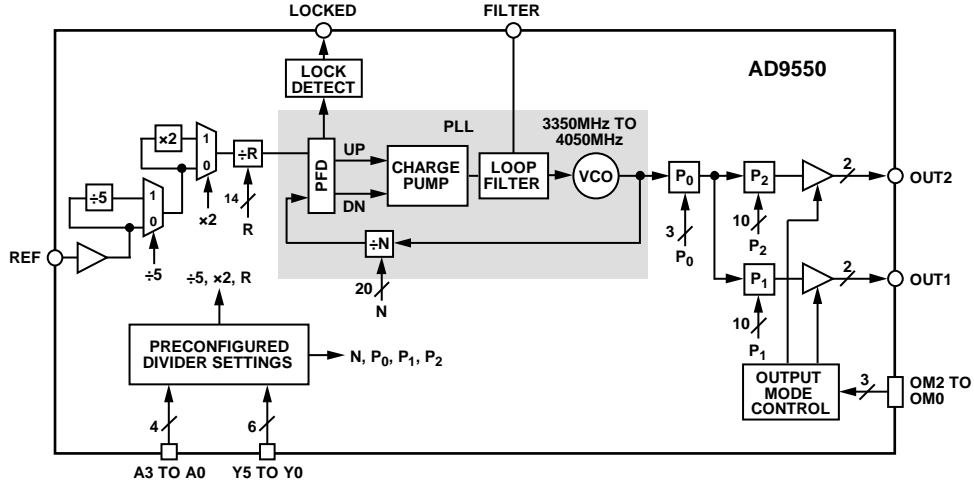 LOCKED
FILTER
AD9550
LOCK
DETECT
PLL
3350MHz TO
4050MHz
×2
1
0
÷R
14
R
×2
÷5
1
0
÷5
REF
PFD
UP
DN
CHARGE
PUMP
LOOP
FILTER
VCO
÷N
20
N
P0
3
P0
P2
10
P2
2
OUT2
P1
10
P1
2
OUT1
÷5, ×2, R
PRECONFIGURED
DIVIDER SETTINGS
N, P0, P1, P2
4
6
A3 TO A0
Y5 TO Y0
OUTPUT
MODE
CONTROL
3
OM2 TO
OM0